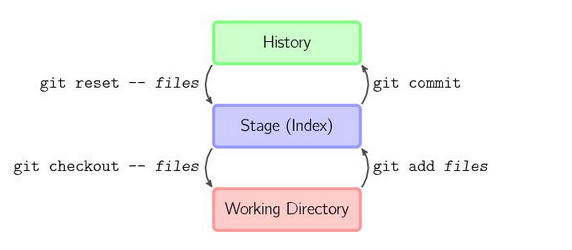 History
git reset -- files
git commit
Stage (Index)
git checkout -- files
git add files
Working Directory